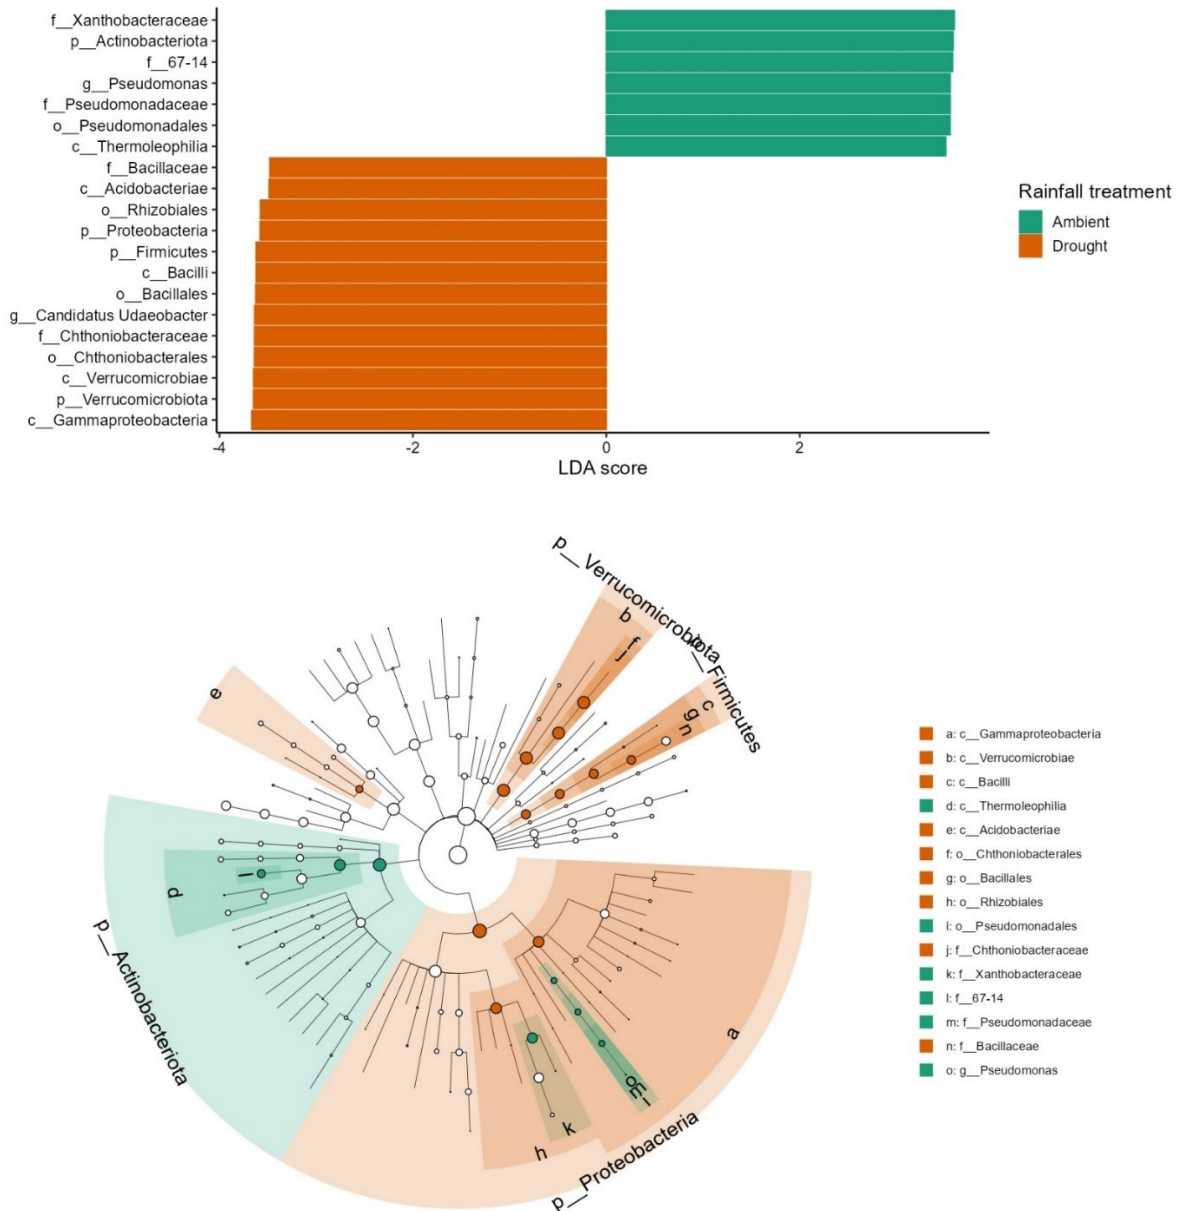 f__Xanthobacteraceae
p__Actinobacteriota
f__67-14
g__Pseudomonas
f__Pseudomonadaceae
o__Pseudomonadales
c__Thermoleophilia
f__Bacillaceae
c__Acidobacteriae
o__Rhizobiales
p__Proteobacteria
p__Firmicutes
c__Bacilli
o__Bacillales
g__Candidatus Udaeobacter
f__Chthoniobacteraceae
o__Chthoniobacterales
c__Verrucomicrobiae
p__Verrucomicrobiota
c__Gammaproteobacteria
-4
-2
0
2
LDA score
Rainfall treatment
Ambient
Drought
p__Verrucomicrobiota
p__Firmicutes
b
f
j
c
g
n
e
d
l
p__Actinobacteriota
a
o
m
i
k
h
p__Proteobacteria
a: c__Gammaproteobacteria
b: c__Verrucomicrobiae
c: c__Bacilli
d: c__Thermoleophilia
e: c__Acidobacteriae
f: o__Chthoniobacterales
g: o__Bacillales
h: o__Rhizobiales
i: o__Pseudomonadales
j: f__Chthoniobacteraceae
k: f__Xanthobacteraceae
l: f__67-14
m: f__Pseudomonadaceae
n: f__Bacillaceae
o: g__Pseudomonas